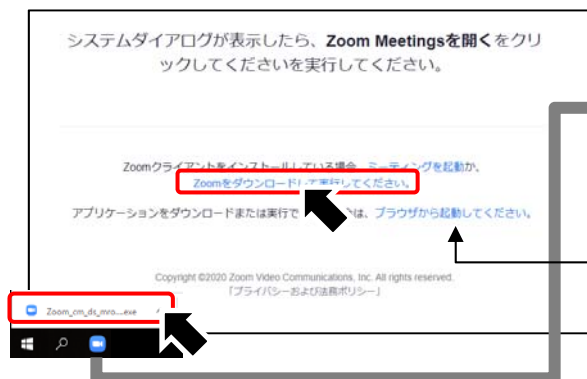 システムダイアログが表示したら、Zoom Meetingsを開くをクリ
ックしてくださいを実行してください。
Zoomクライアントをインストールしている場合、ミーティングを起動か、
Zoomをダウンロードして実行してください。
アプリケーションをダウンロードまたは実行で は、ブラウザから起動してください。
Copyright ©2020 Zoom Video Communications, Inc. All rights reserved.
「プライバシーおよび法務ポリシー」
Zoom_cm_ds_mro....exe